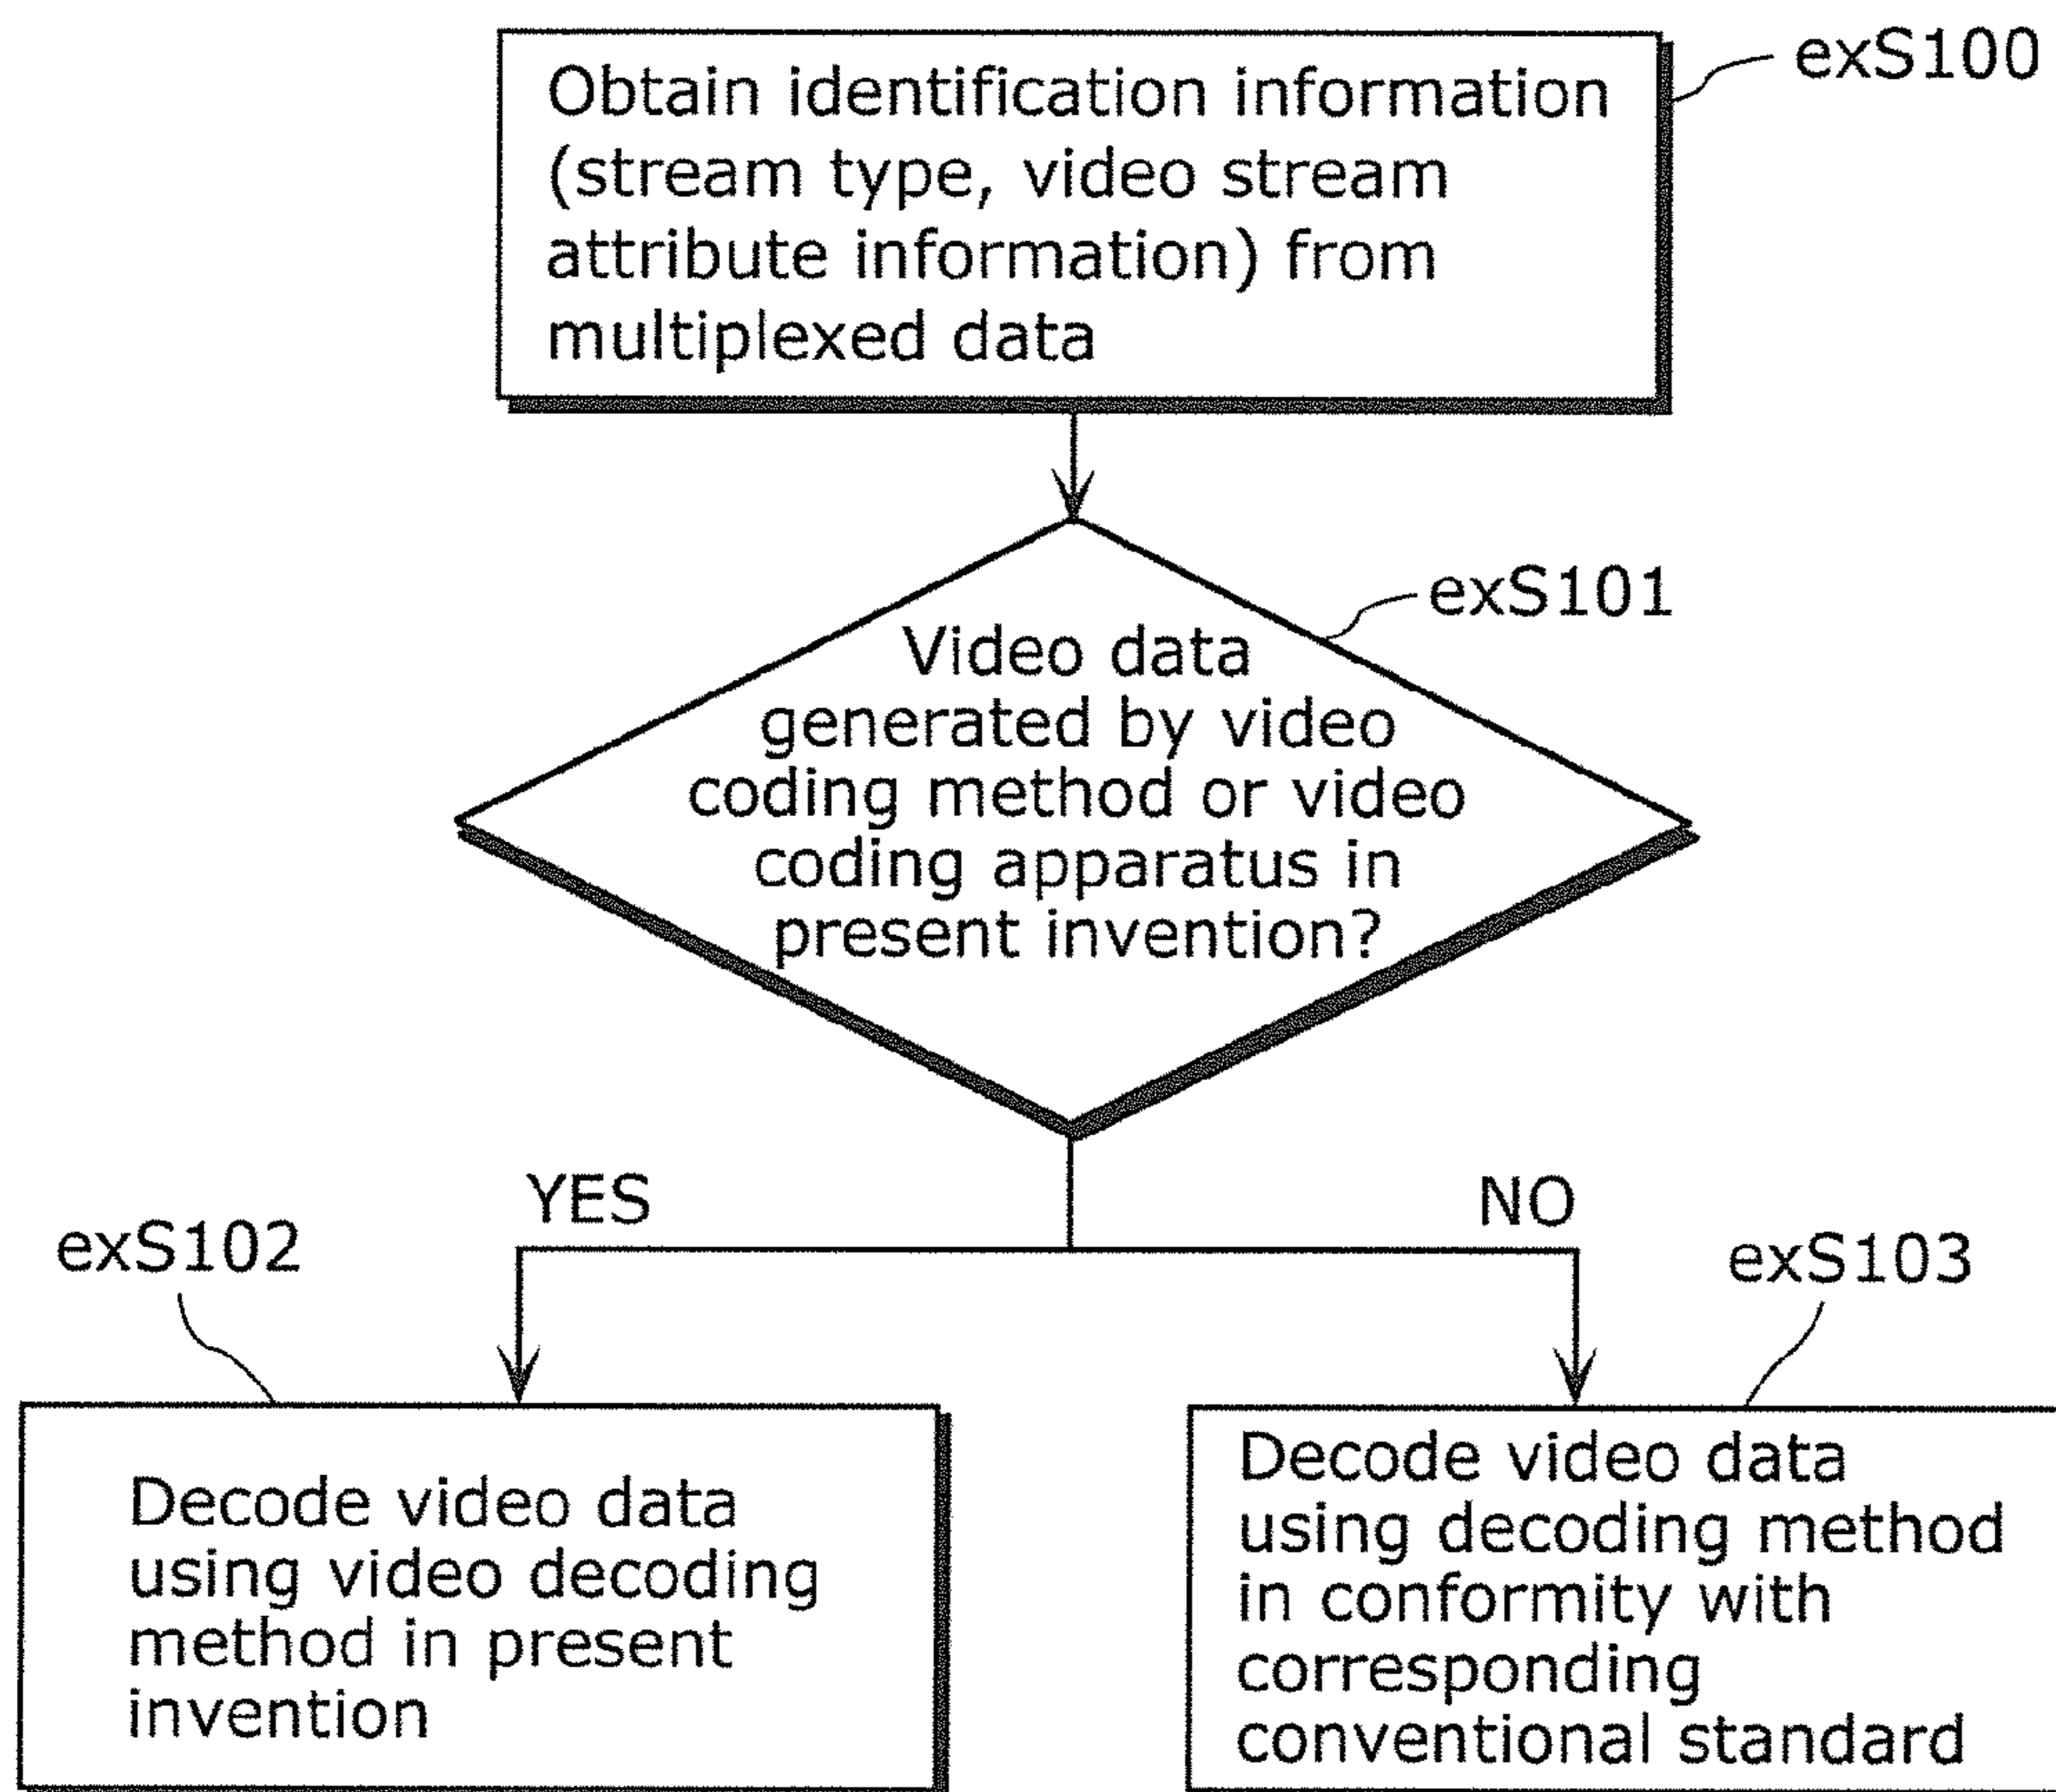 exS100
Obtain identification information
(stream type, video stream
attribute information) from
multiplexed data
exS101
Video data
generated by video
coding method or video
coding apparatus in
present invention?
YES
NO
exS102
exS103
Decode video data
using video decoding
method in present
invention
Decode video data
using decoding method
in conformity with
corresponding
conventional standard